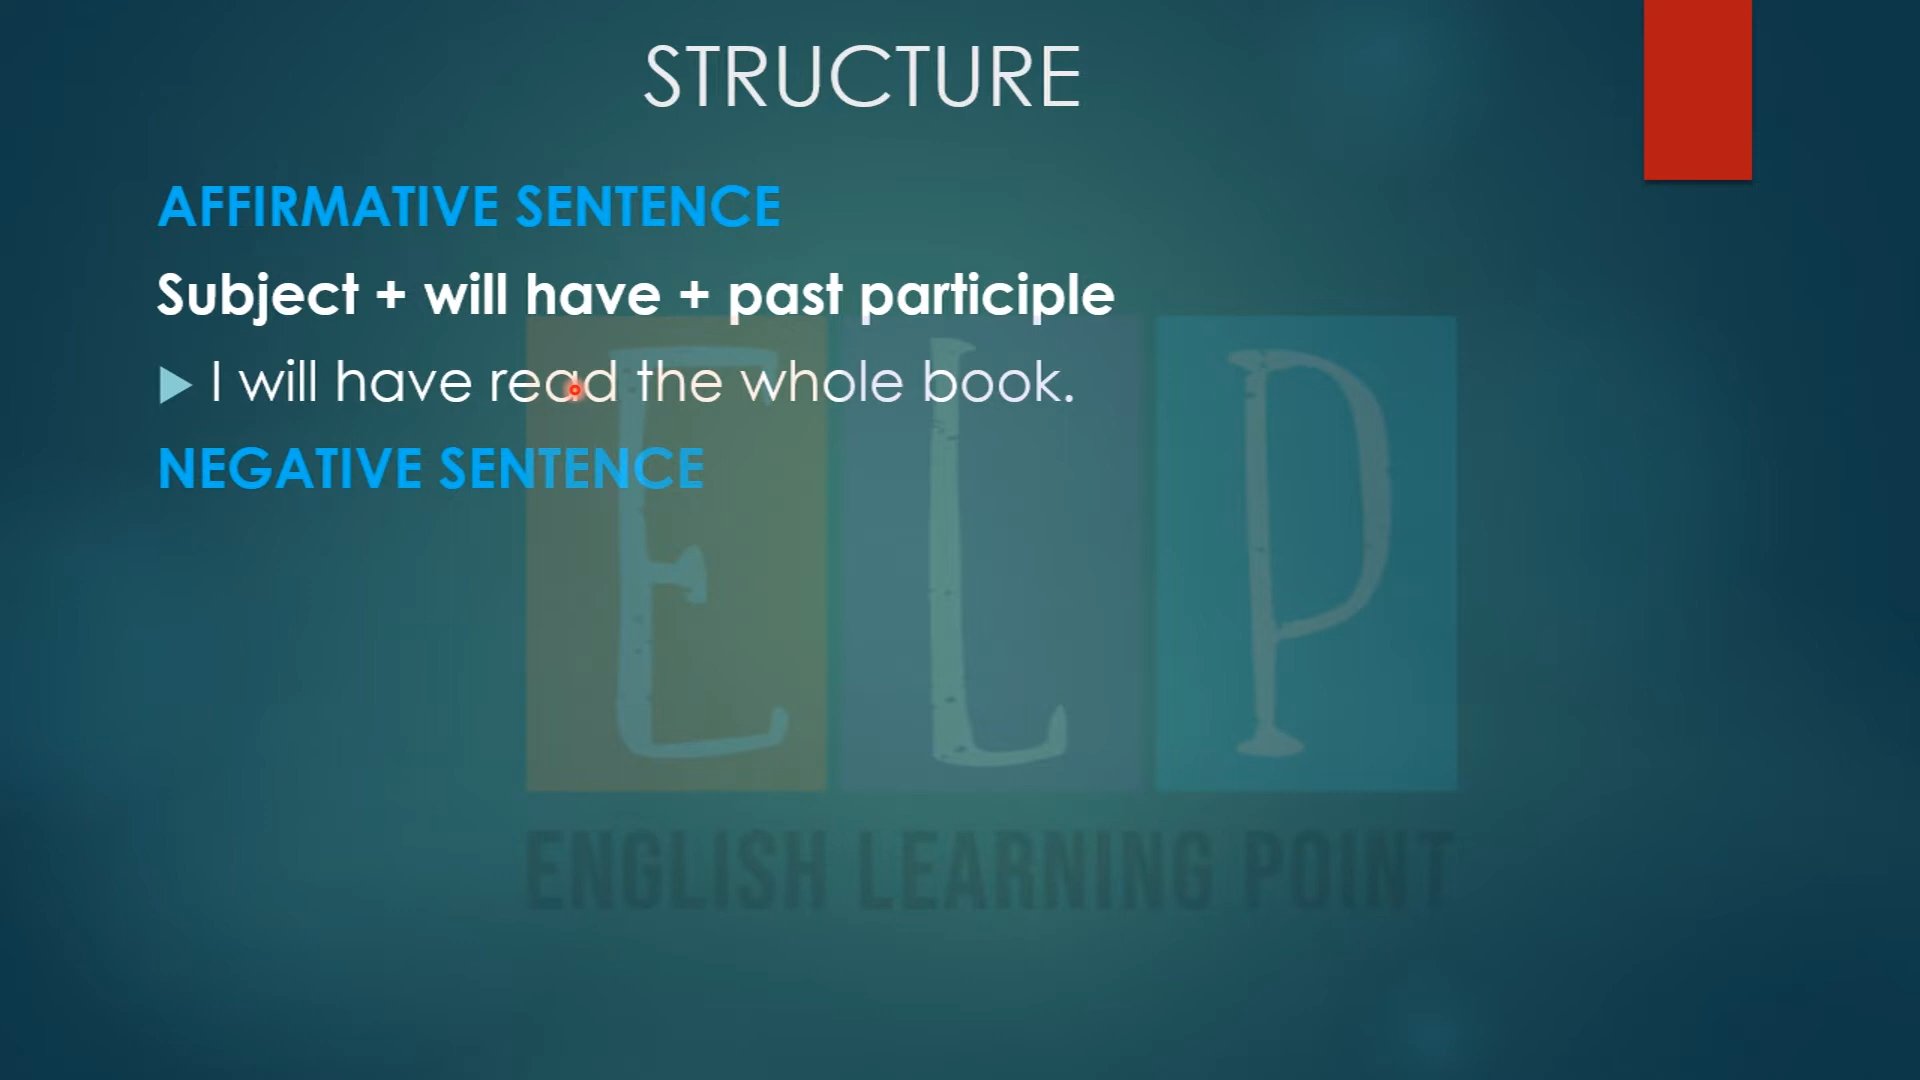 STRUCTURE
AFFIRMATIVE SENTENCE
Subject + will have + past participle
I will have read the whole book.
NEGATIVE SENTENCE
ELP
ENGLISH LEARNING POINT